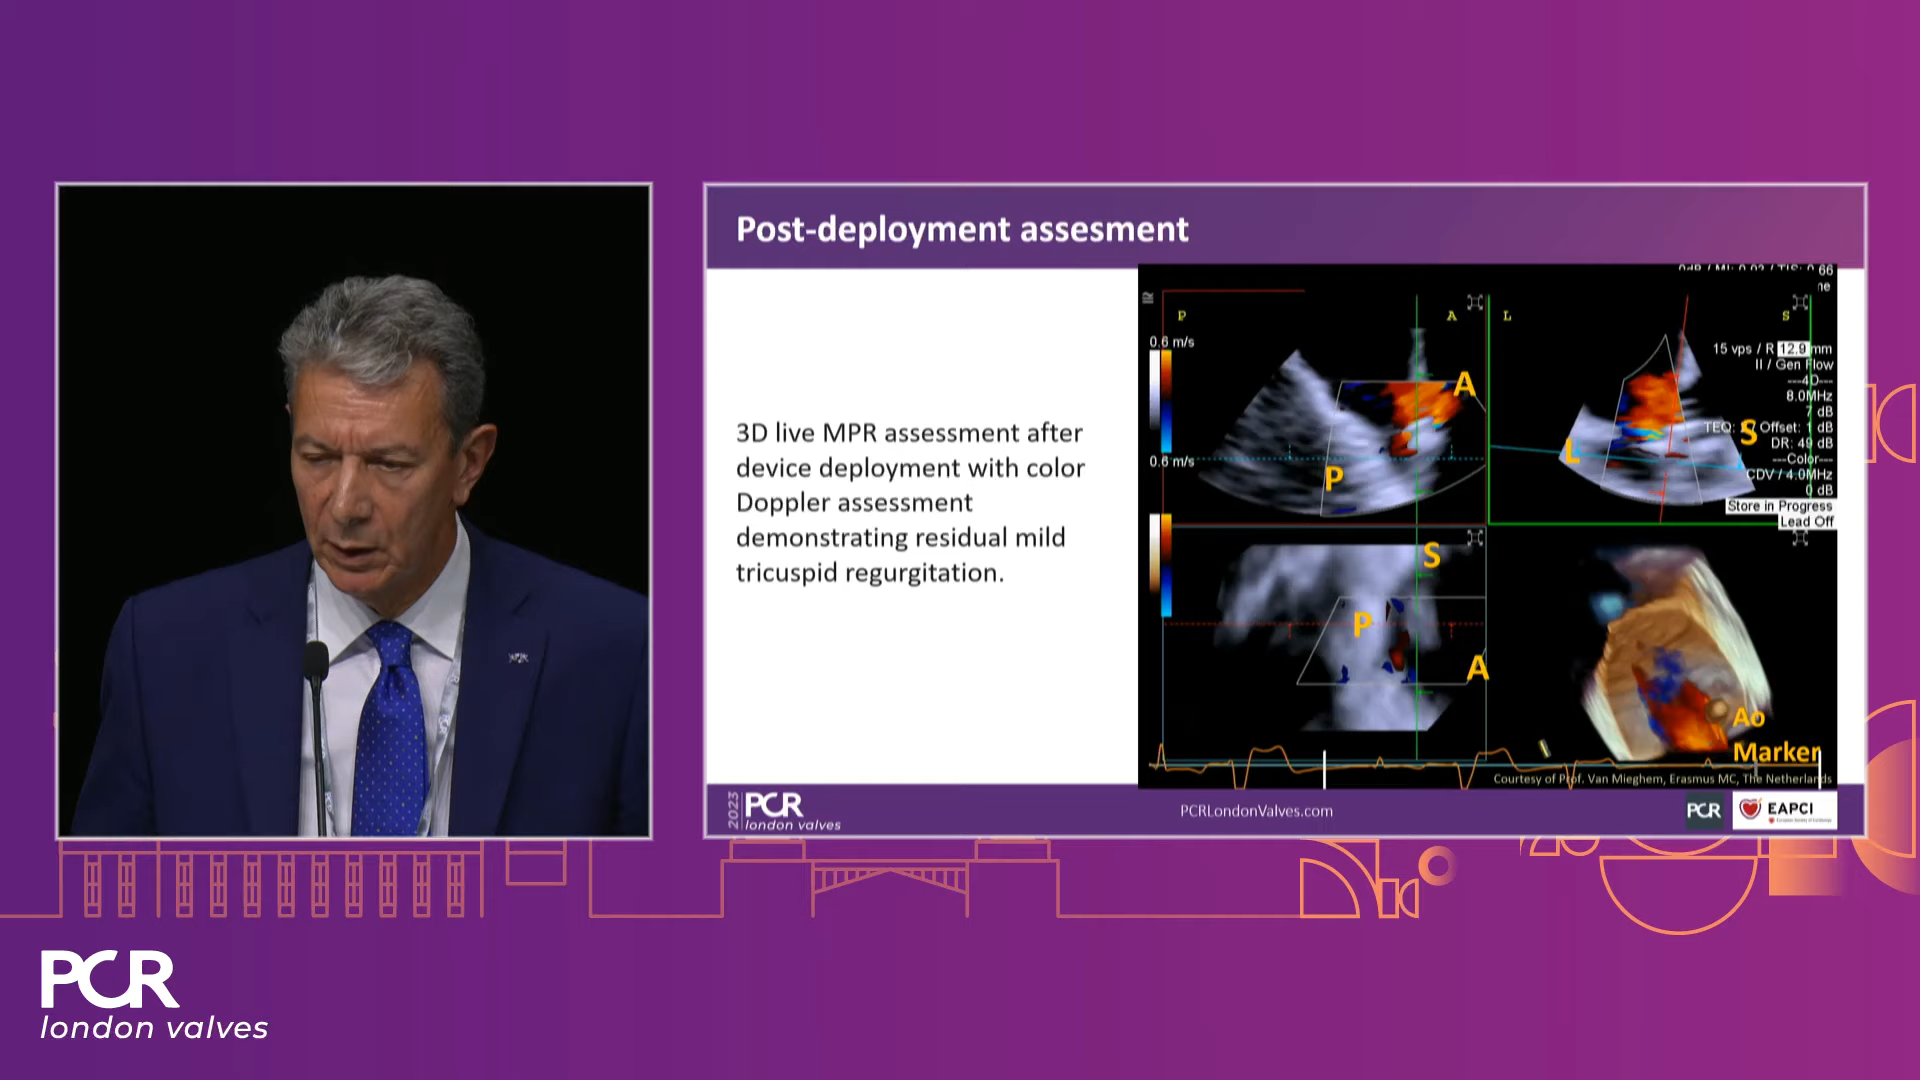 Post-deployment assesment
3D live MPR assessment after
device deployment with color
Doppler assessment
demonstrating residual mild
tricuspid regurgitation.
66
P
A
L
S
0.6 m/s
0.6 m/s
A
P
15 vps / R 12.9 mm
II / Gen Flow
---4D---
8.0MHz
7 dB
Offset: 1 dB
DR: 49 dB
---Color---
CDV / 4.0MHz
0 dB
Store in Progress
Lead Off
L
S
S
P
A
Ao
Marker
Courtesy of Prof. Van Mieghem, Erasmus MC, The Netherlands
2023
PCR
london valves
PCRLondonValves.com
PCR
EAPCI
PCR
london valves